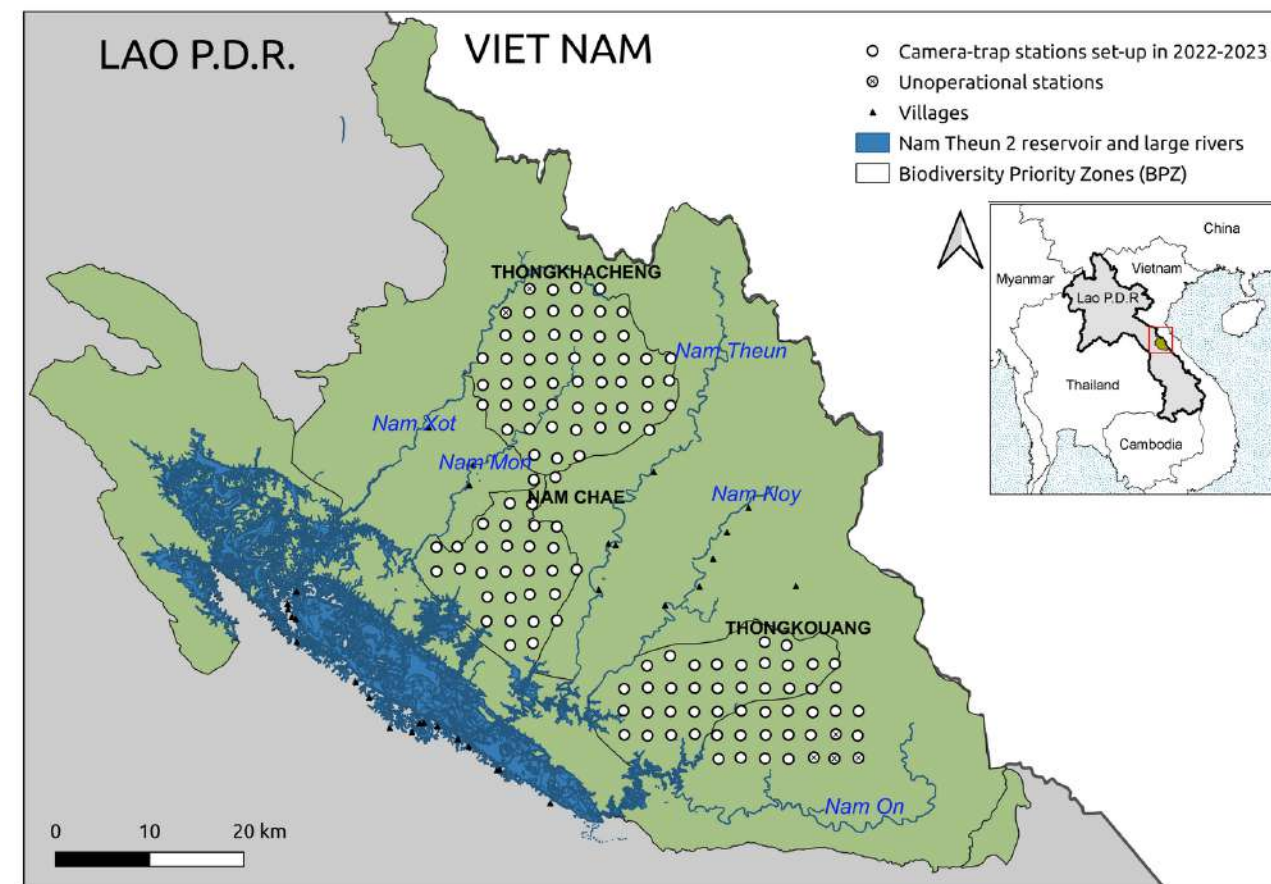 LAO P.D.R.
VIET NAM
Camera-trap stations set-up in 2022-2023
Unoperational stations
Villages
Nam Theun 2 reservoir and large rivers
Biodiversity Priority Zones (BPZ)
China
Myanmar
Vietnam
Lao P.D.R
Thailand
Cambodia
THONGKHACHENG
Nam Theun
Nam Xot
Nam Mon
NAM CHAE
Nam Noy
THONGKOUANG
Nam On
0 10 20 km